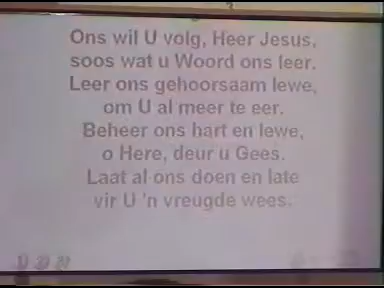 Ons wil U volg, Heer Jesus,
soos wat u Woord ons leer.
Leer ons gehoorsaam lewe,
om U al meer te eer.
Beheer ons hart en lewe,
o Here, deur u Gees.
Laat al ons doen en late
vir U 'n vreugde wees.